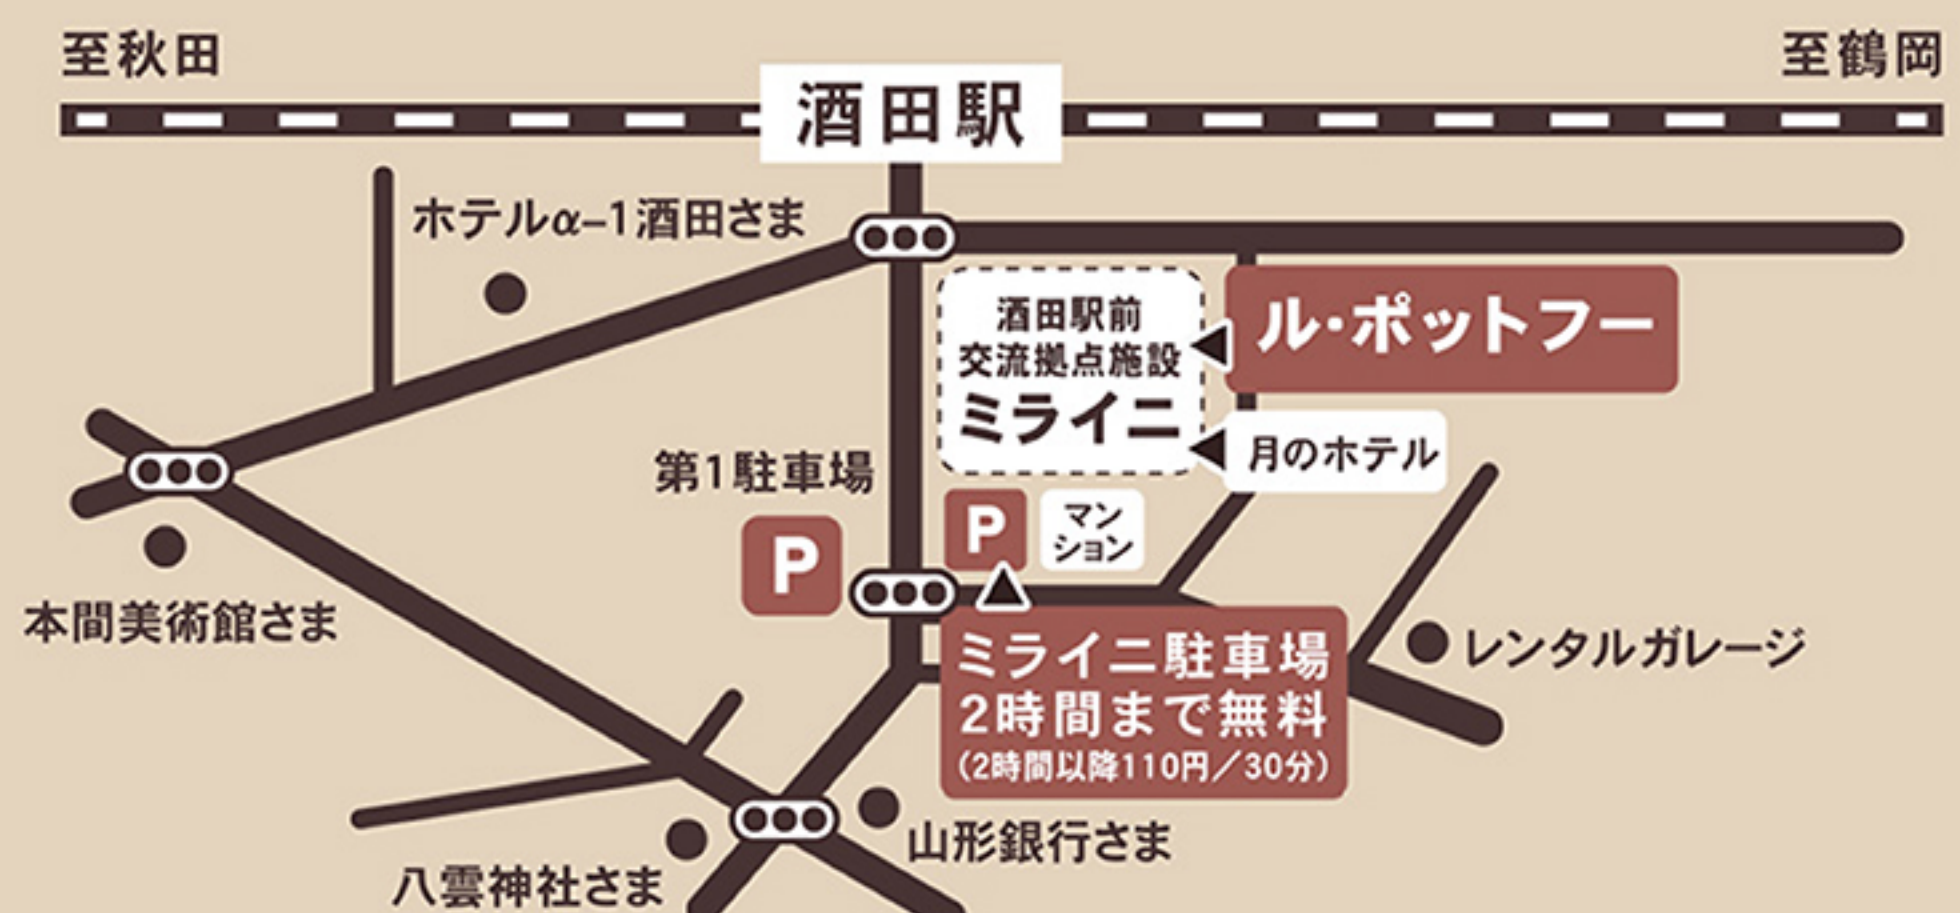 至秋田
至鶴岡
酒田駅
ホテルα−1酒田さま
酒田駅前
交流拠点施設
ミライニ
ル・ポットフー
月のホテル
第1駐車場
P
P
マン
ション
本間美術館さま
ミライニ駐車場
2時間まで無料
(2時間以降110円/30分)
レンタルガレージ
山形銀行さま
八雲神社さま